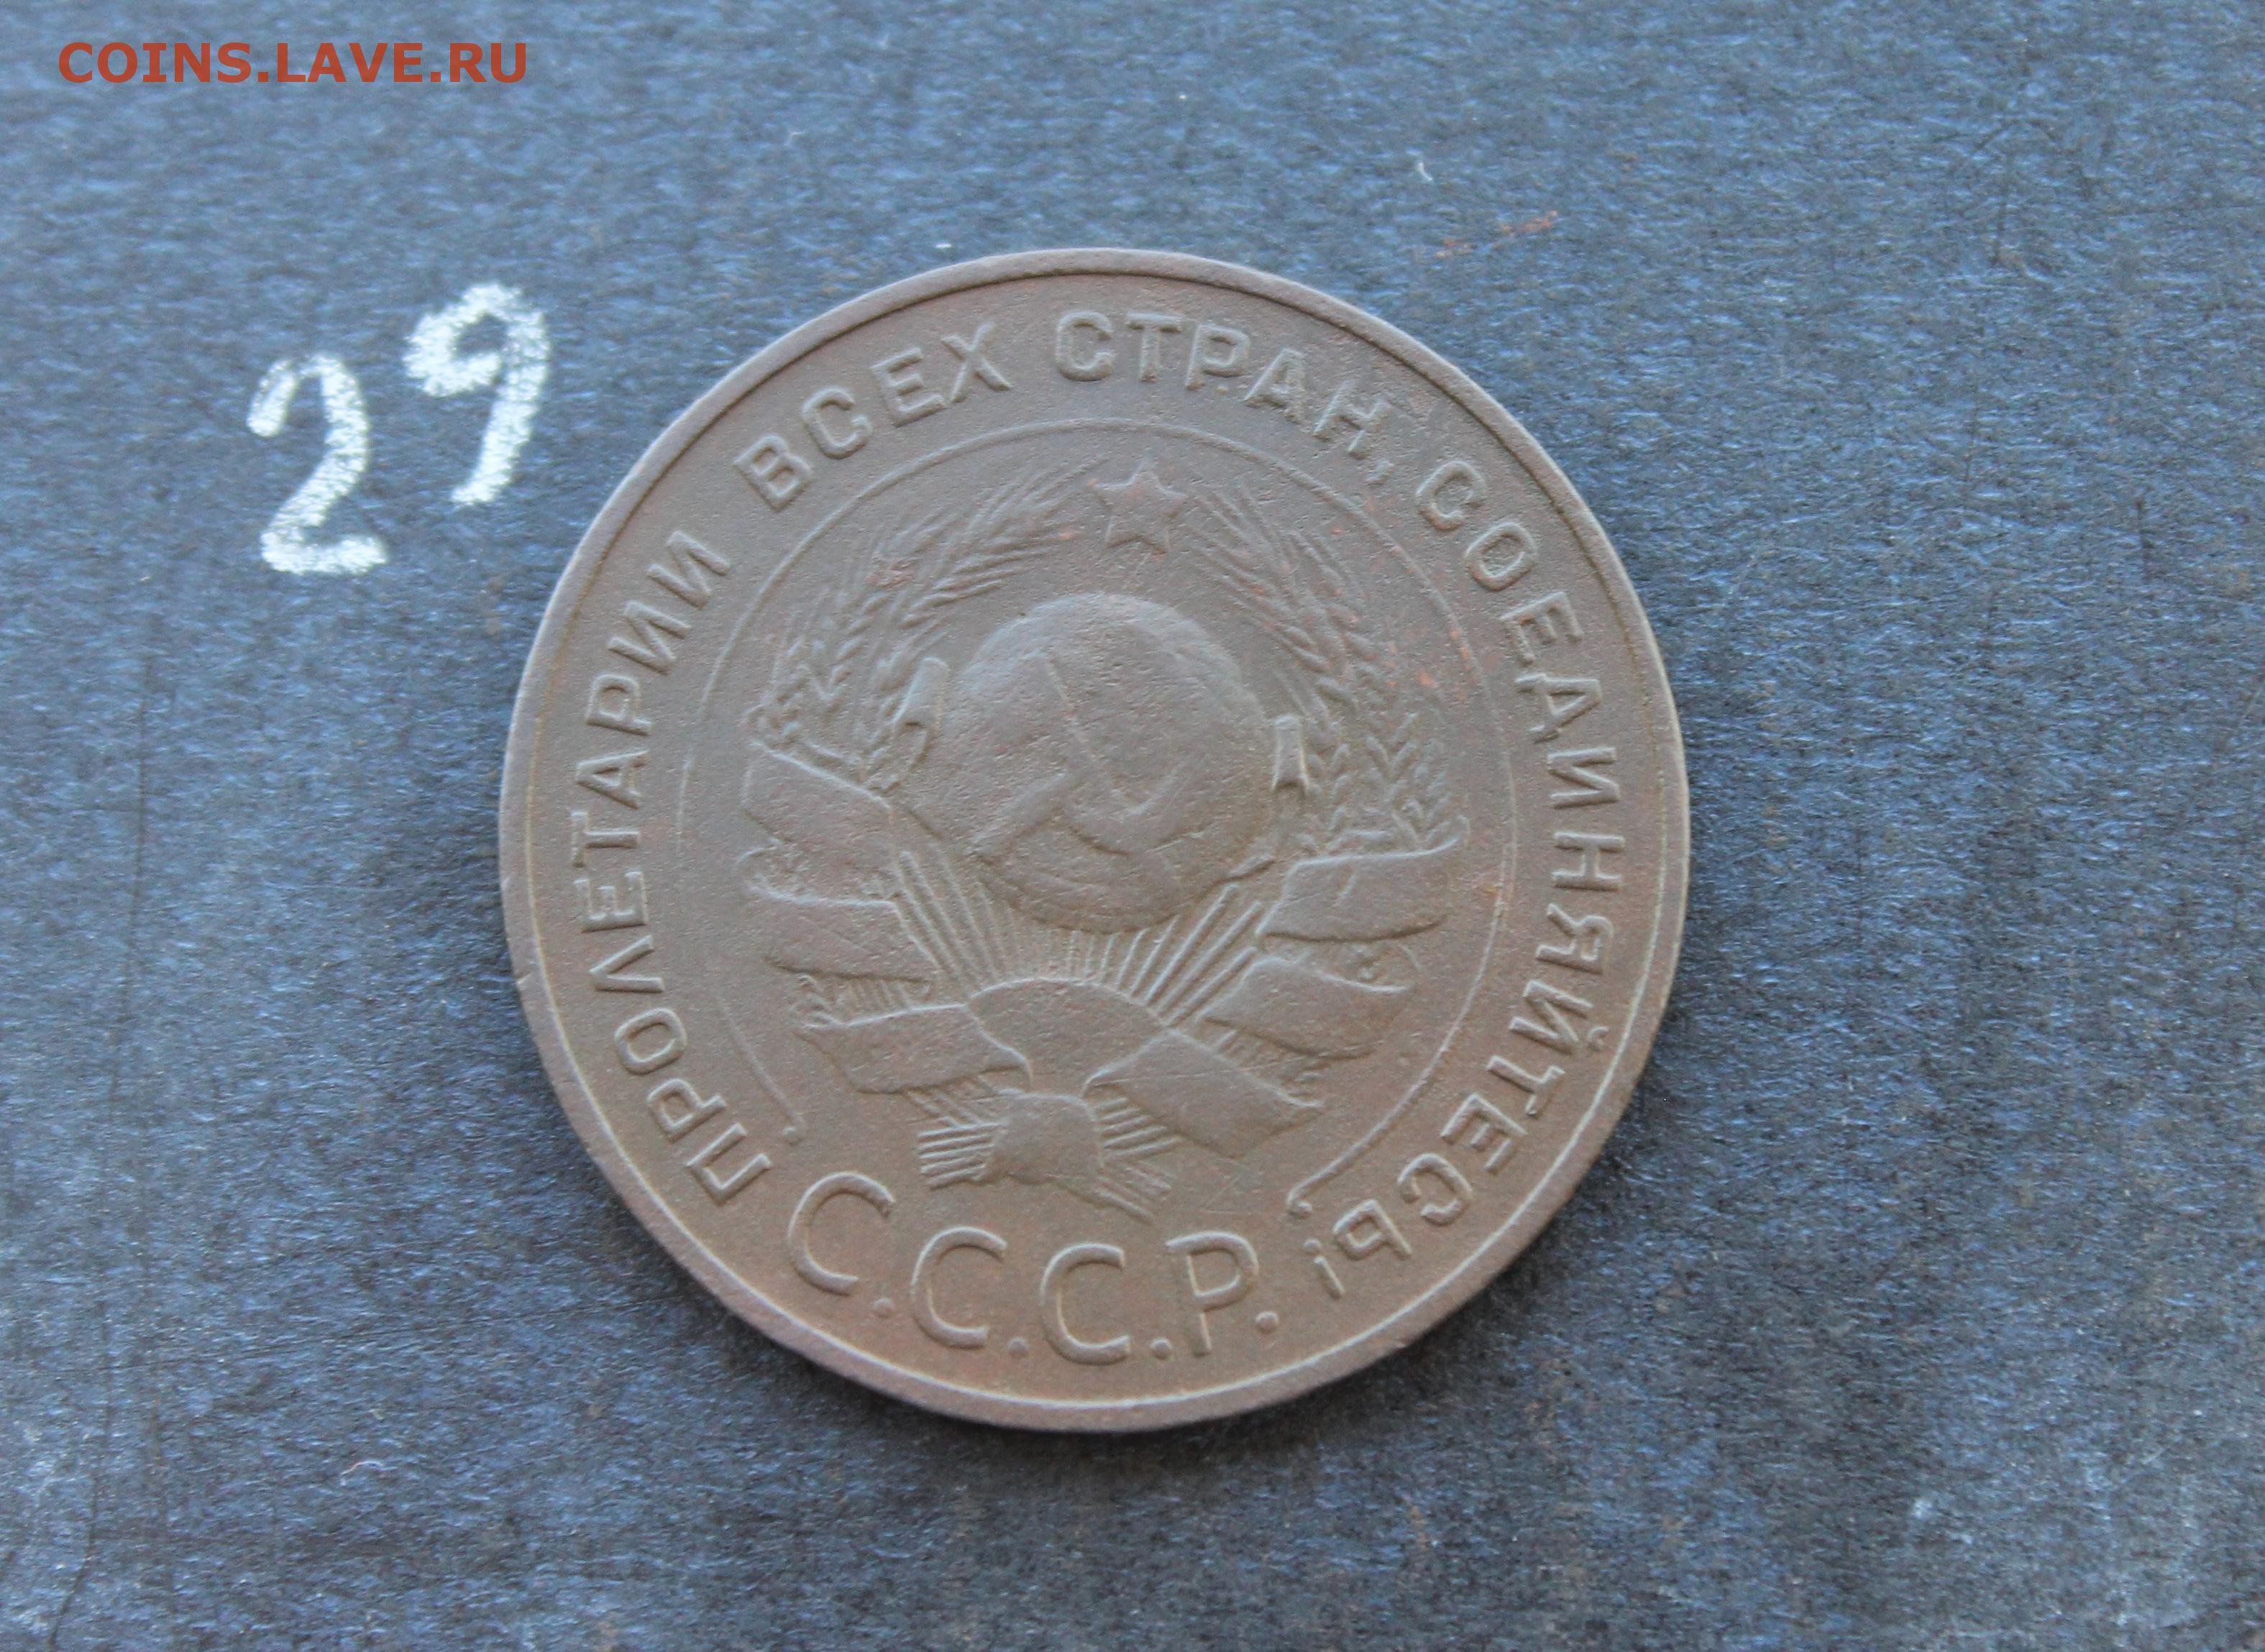 COINS.LAVE.RU
29
ПРОЛЕТАРИИ ВСЕХ СТРАН, СОЕДИНЯЙТЕСЬ!
С.С.С.Р.